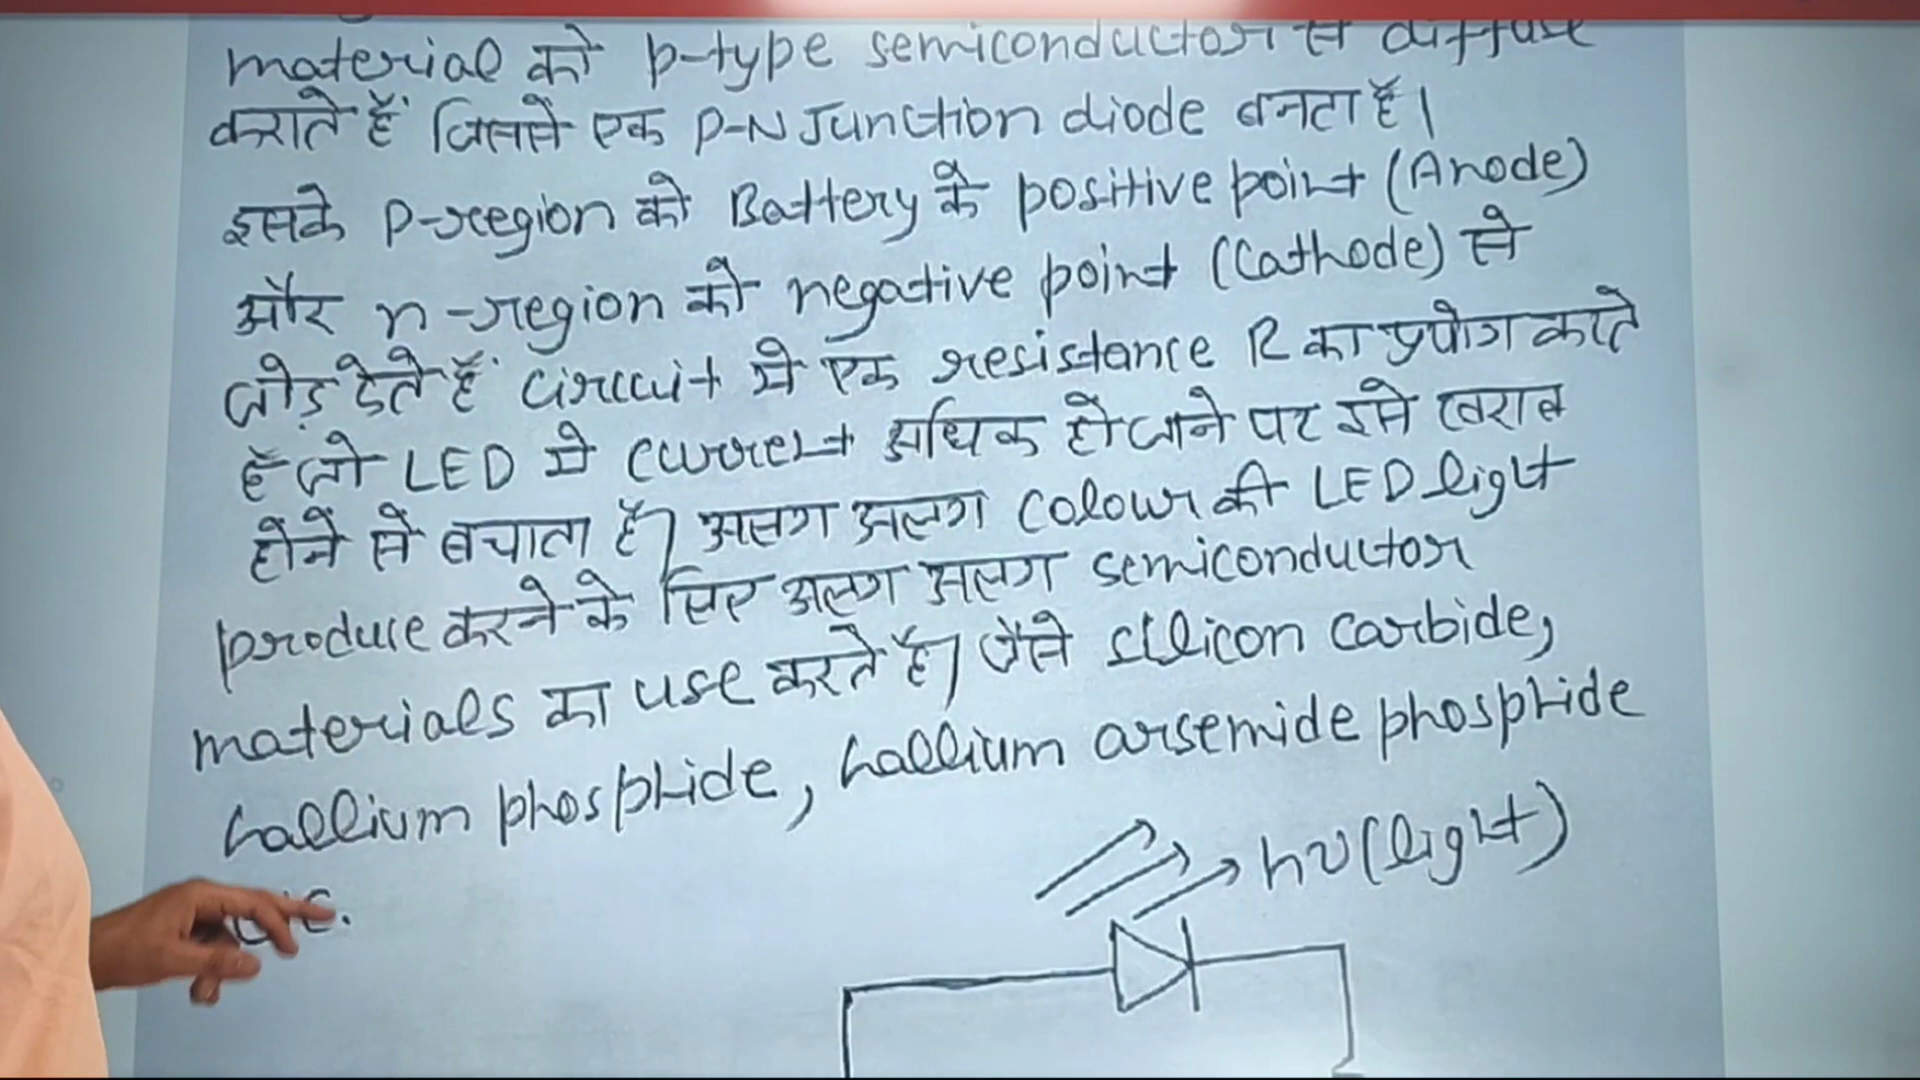 material को p-type semiconductor से diffuse
कराते हैं जिससे एक P-N Junction diode बनता है।
इसके P-region को Battery के positive point (Anode)
और n-region को negative point (Cathode) से
जोड़ देते हैं circuit मे एक resistance R का प्रयोग करते
है जो LED मे current अधिक हो जाने पर इसे खराब
होने से बचाता है। अलग अलग colour की LED light
produce करने के लिए अलग अलग semiconductor
materials का use करते है। जैसे silicon carbide,
Gallium phosphide, Gallium arsemide phosphide
etc.
hν (light)